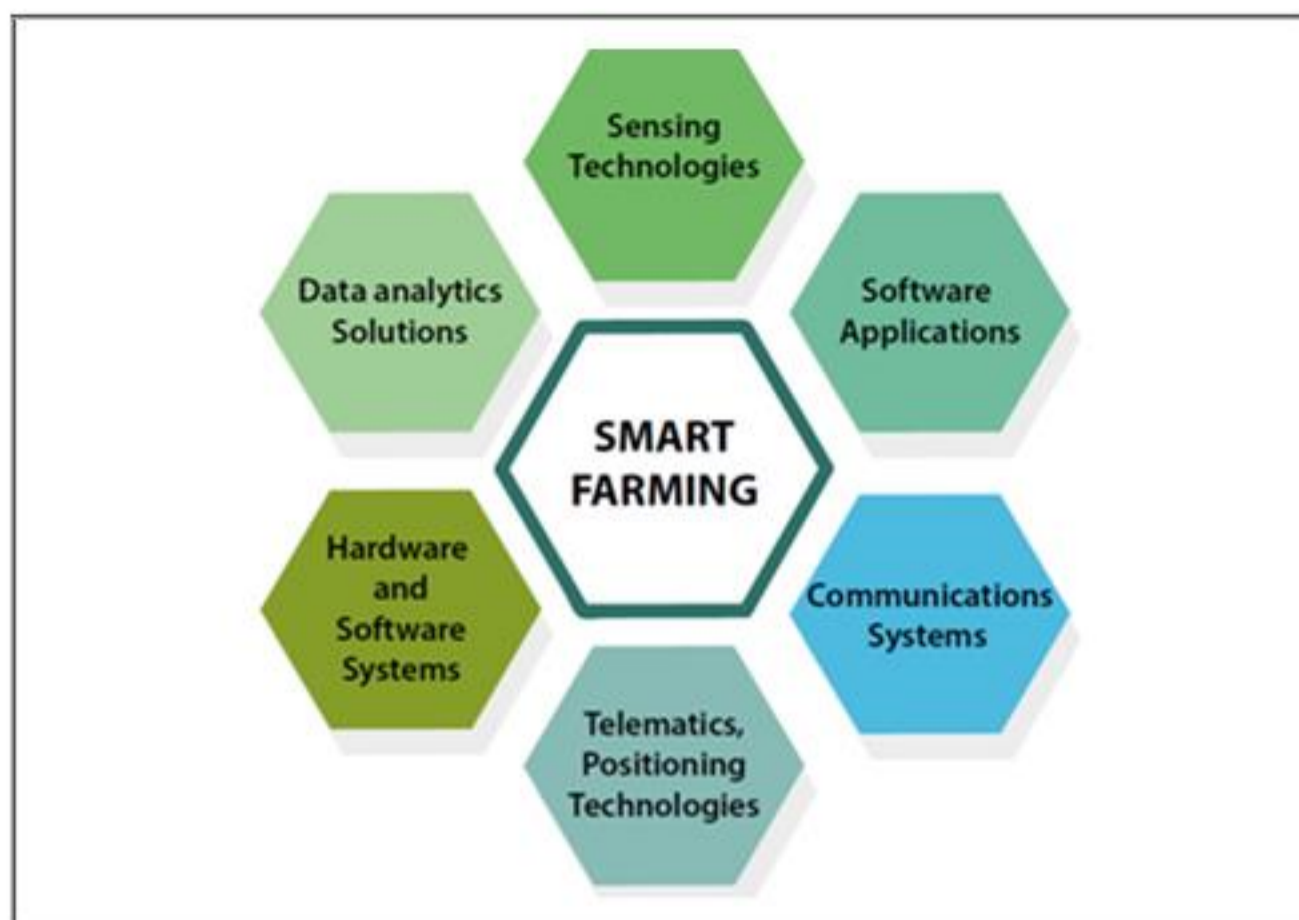 Sensing
Technologies
Data analytics
Solutions
Software
Applications
SMART
FARMING
Hardware
and
Software
Systems
Communications
Systems
Telematics,
Positioning
Technologies